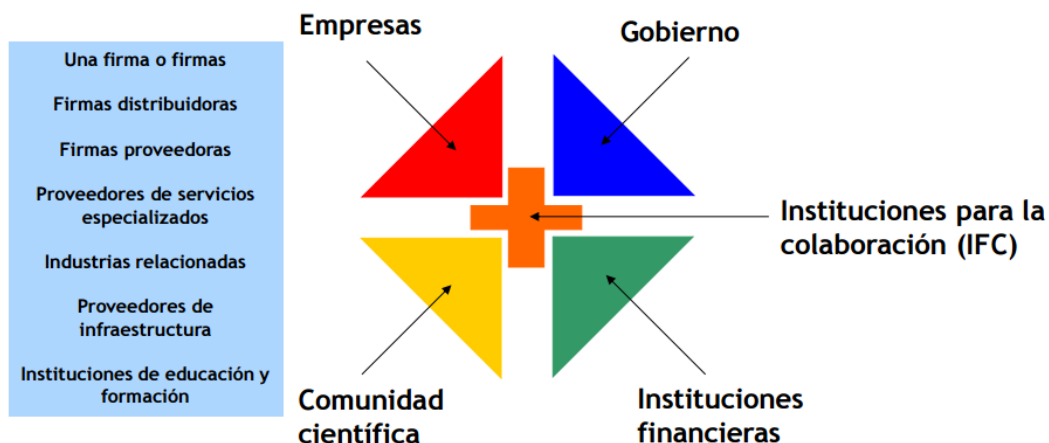 Empresas
Gobierno
Una firma o firmas
Firmas distribuidoras
Firmas proveedoras
Proveedores de servicios
especializados
Industrias relacionadas
Proveedores de
infraestructura
Instituciones de educación y
formación
Instituciones para la
colaboración (IFC)
Comunidad
científica
Instituciones
financieras